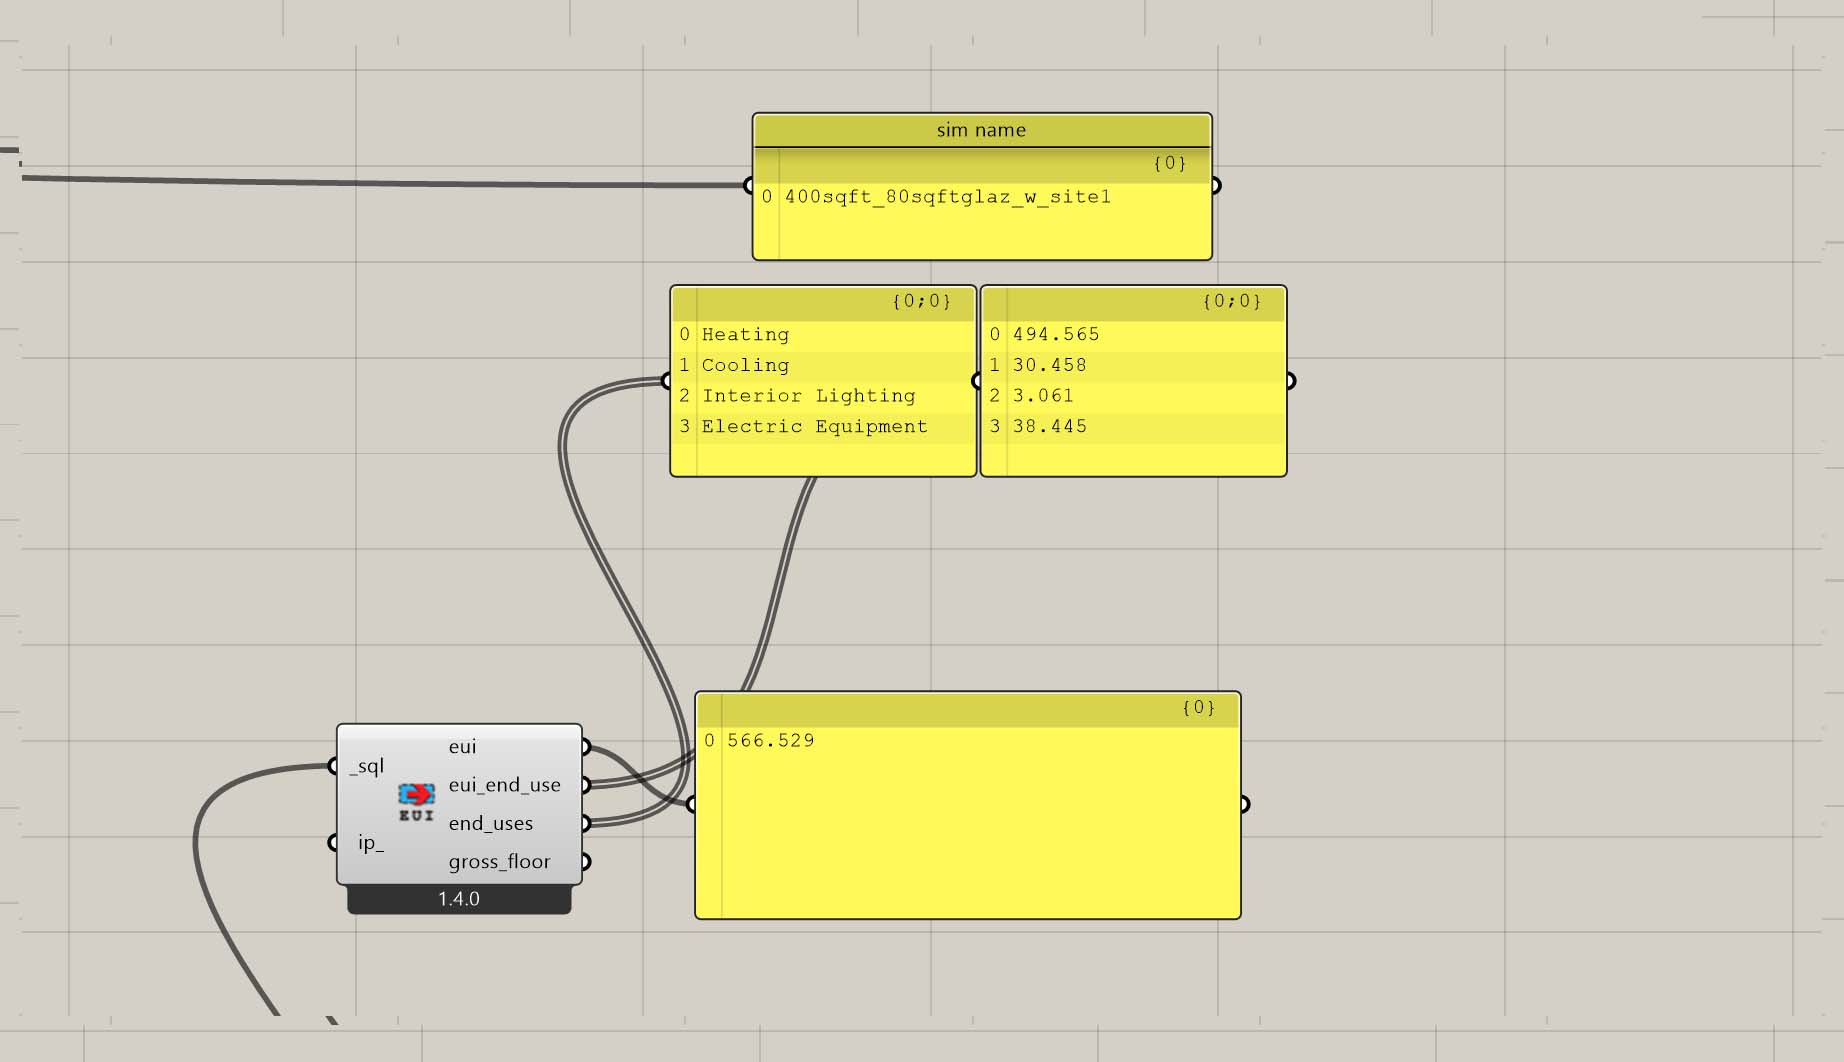 sim name
{0}
0 400sqft_80sqftglaz_w_site1
{0;0}
0 Heating
1 Cooling
2 Interior Lighting
3 Electric Equipment
{0;0}
0 494.565
1 30.458
2 3.061
3 38.445
{0}
0 566.529
_sql
ip_
EUI
eui
eui_end_use
end_uses
gross_floor
1.4.0